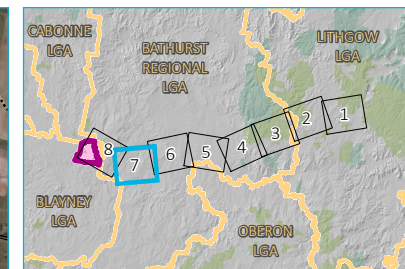 CABONNE
LGA
BATHURST
REGIONAL
LGA
LITHGOW
LGA
1
2
3
4
5
6
7
8
BLAYNEY
LGA
OBERON
LGA